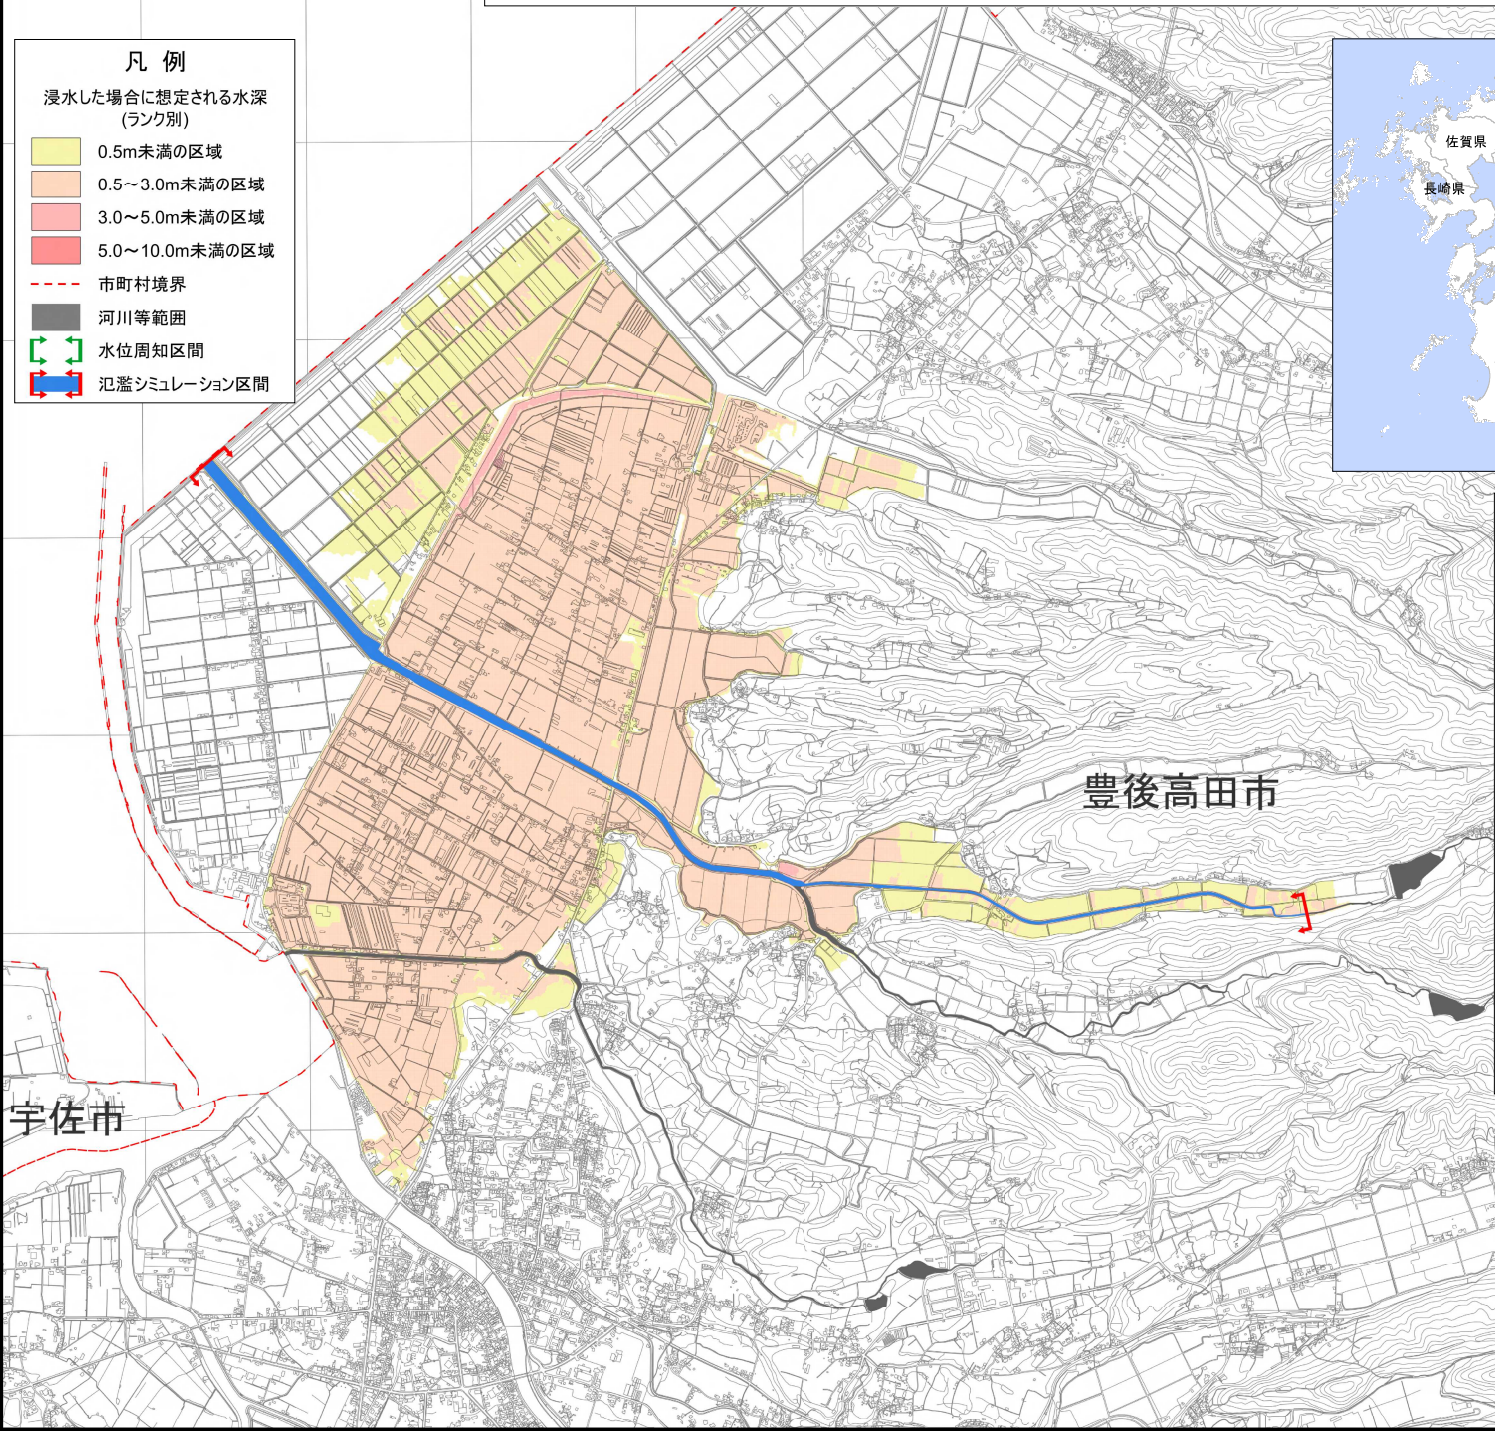 凡 例
浸水した場合に想定される水深
(ランク別)
0.5m未満の区域
0.5~3.0m未満の区域
3.0～5.0m未満の区域
5.0～10.0m未満の区域
市町村境界
河川等範囲
水位周知区間
氾濫シミュレーション区間
佐賀県
長崎県
豊後高田市
宇佐市